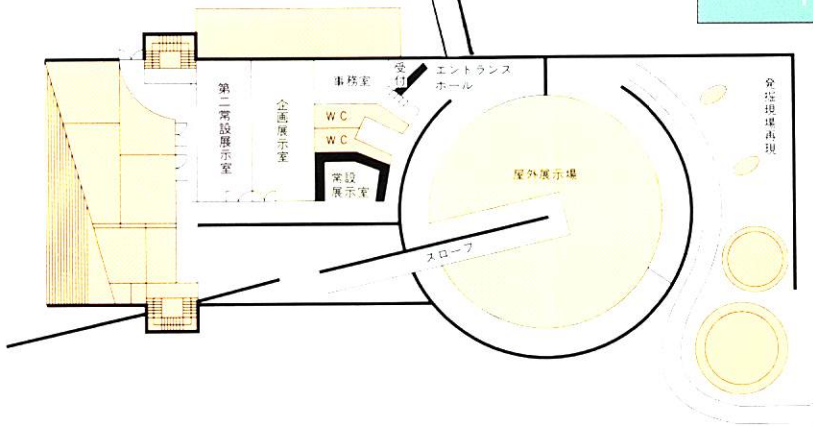 第二常設展示室
企画展示室
事務室
受付
エントランス
ホール
WC
WC
常設
展示室
屋外展示場
スロープ
発掘現場再現